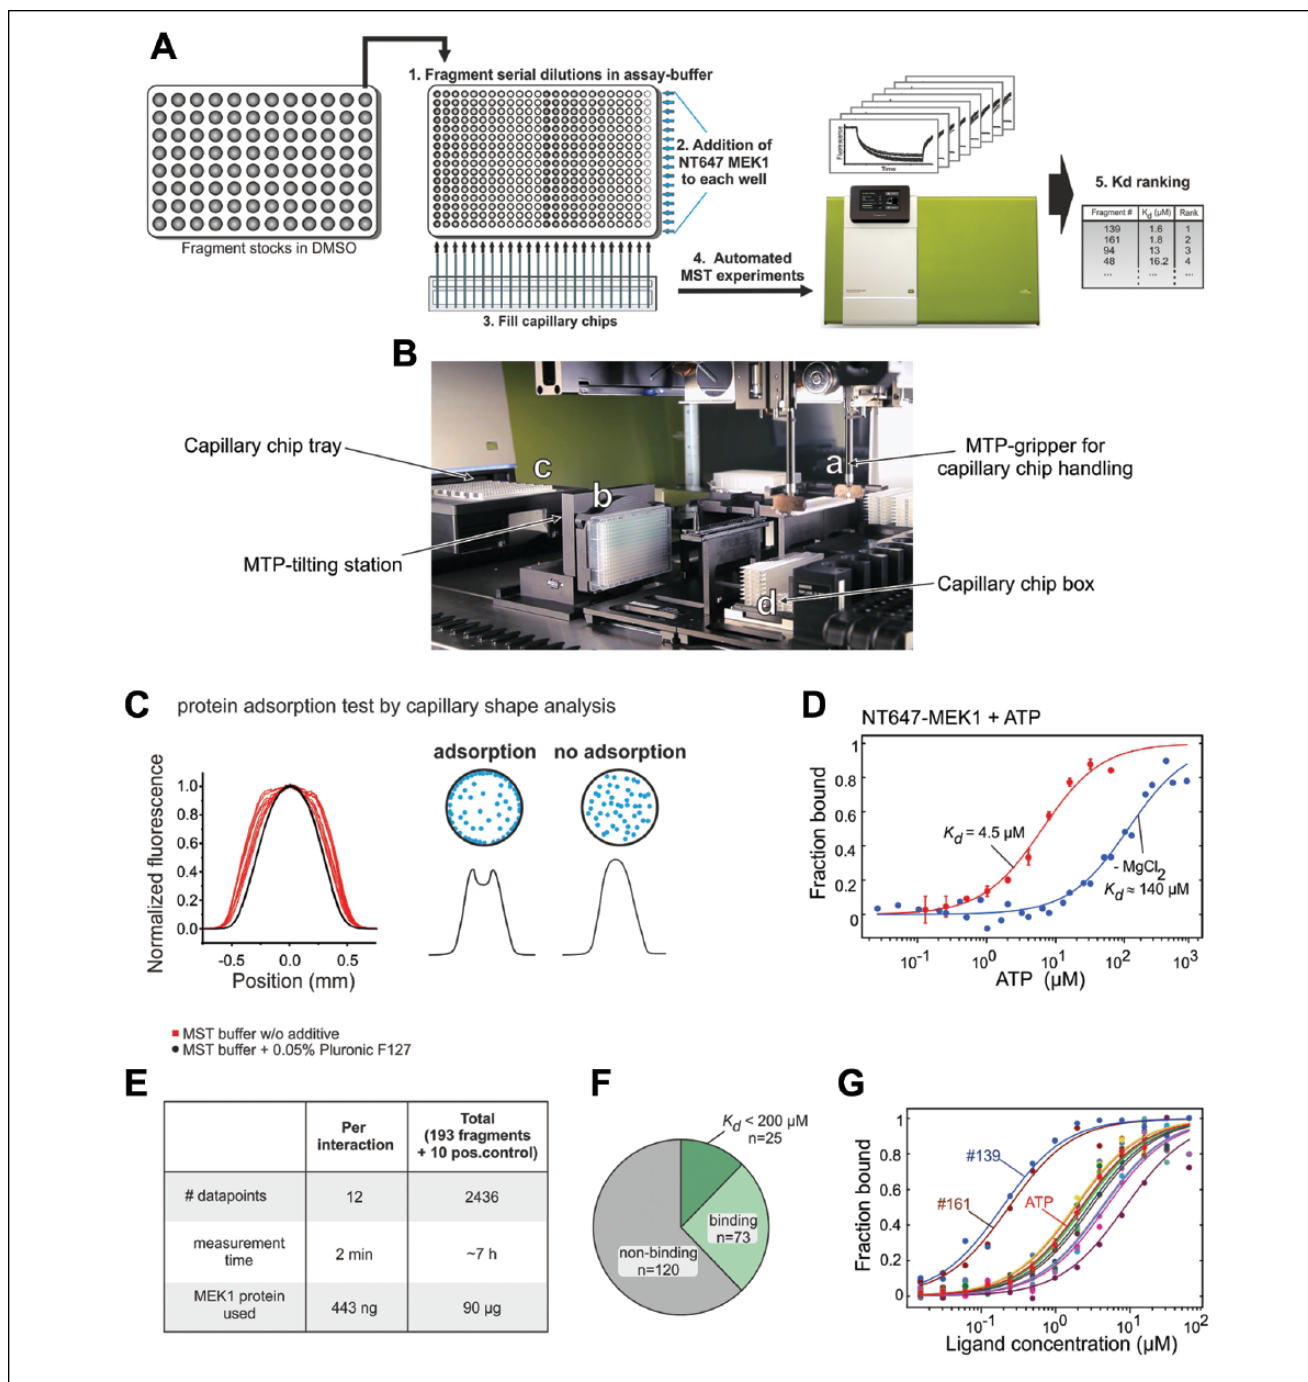 A
1. Fragment serial dilutions in assay-buffer
2. Addition of
NT647 MEK1
to each well
Fragment stocks in DMSO
3. Fill capillary chips
4. Automated
MST experiments
Fluorescence
Time
5. Kd ranking
Fragment # Kd (µM) Rank
139 1.6 1
161 1.8 2
94 13 3
48 16.2 4
... ... ...
B
Capillary chip tray
MTP-tilting station
MTP-gripper for
capillary chip handling
Capillary chip box
a
b
c
d
C
protein adsorption test by capillary shape analysis
Normalized fluorescence
1.0
0.8
0.6
0.4
0.2
0.0
-0.5 0.0 0.5
Position (mm)
adsorption
no adsorption
■ MST buffer w/o additive
● MST buffer + 0.05% Pluronic F127
D
NT647-MEK1 + ATP
Fraction bound
1
0.8
0.6
0.4
0.2
0
Kd = 4.5 µM
- MgCl2
Kd ≈ 140 µM
10-1 100 101 102 103
ATP (µM)
E
Per
interaction
Total
(193 fragments
+ 10 pos.control)
# datapoints 12 2436
measurement
time
2 min ~7 h
MEK1 protein
used
443 ng 90 µg
F
Kd < 200 µM
n=25
binding
n=73
non-binding
n=120
G
Fraction bound
1
0.8
0.6
0.4
0.2
0
#139
#161
ATP
10-1 100 101 102
Ligand concentration (µM)